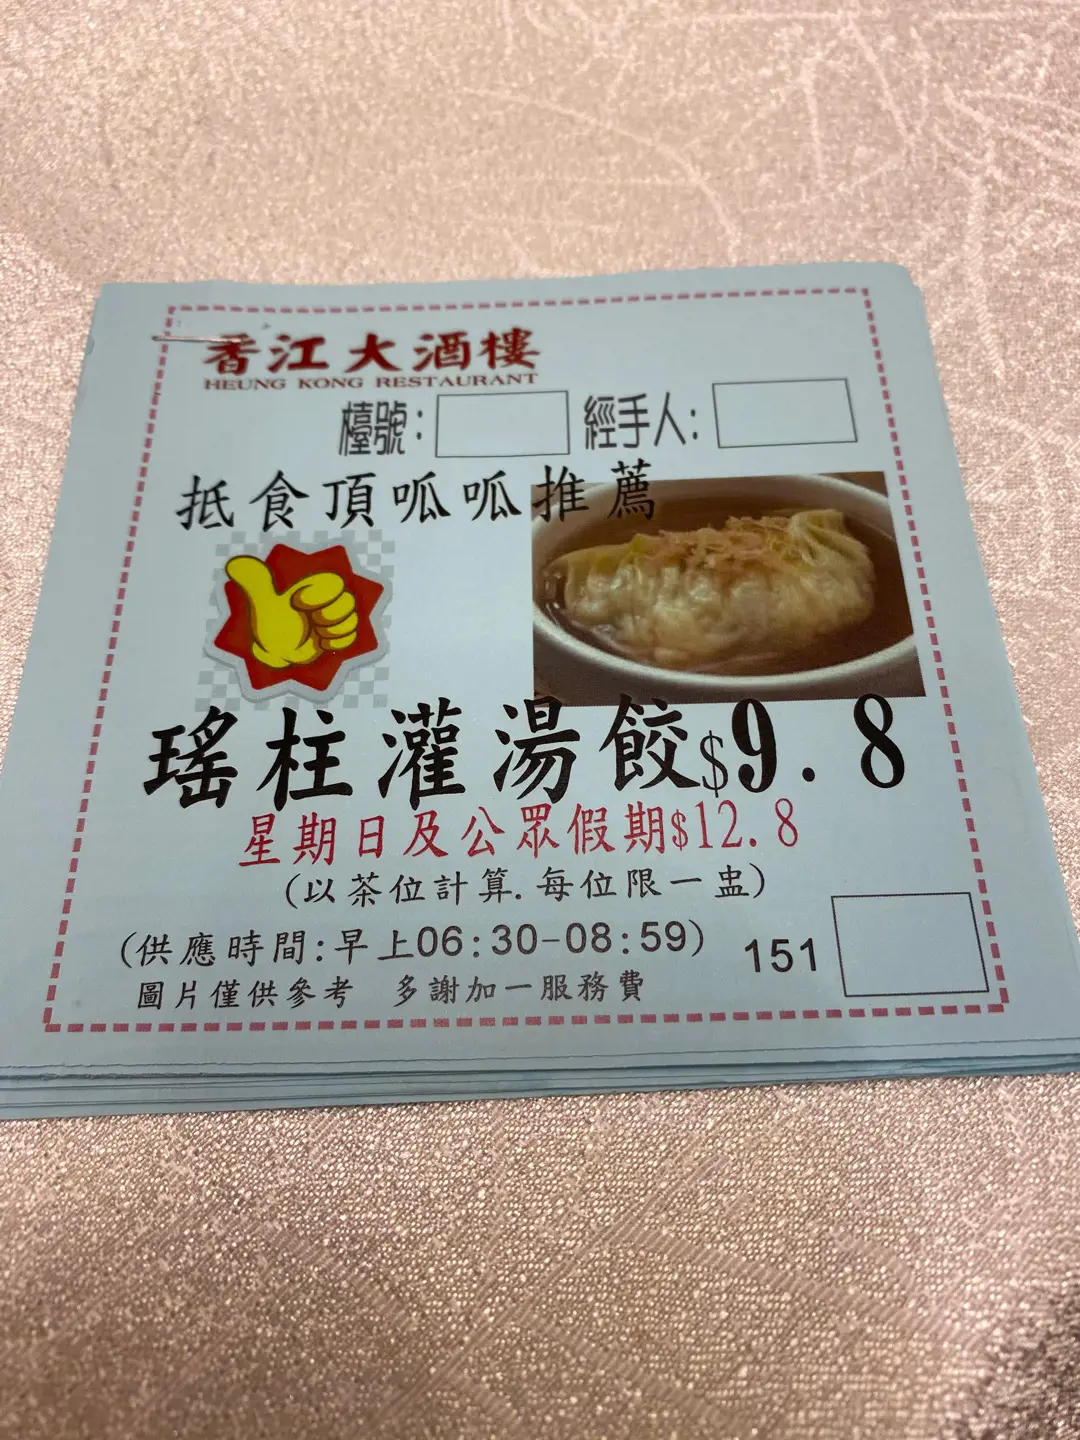 香江大酒樓
HEUNG KONG RESTAURANT
檯號： 經手人：
抵食頂呱呱推薦
瑤柱灌湯餃$9.8
星期日及公眾假期$12.8
(以茶位計算.每位限一盅)
(供應時間:早上06:30-08:59) 151
圖片僅供參考 多謝加一服務費